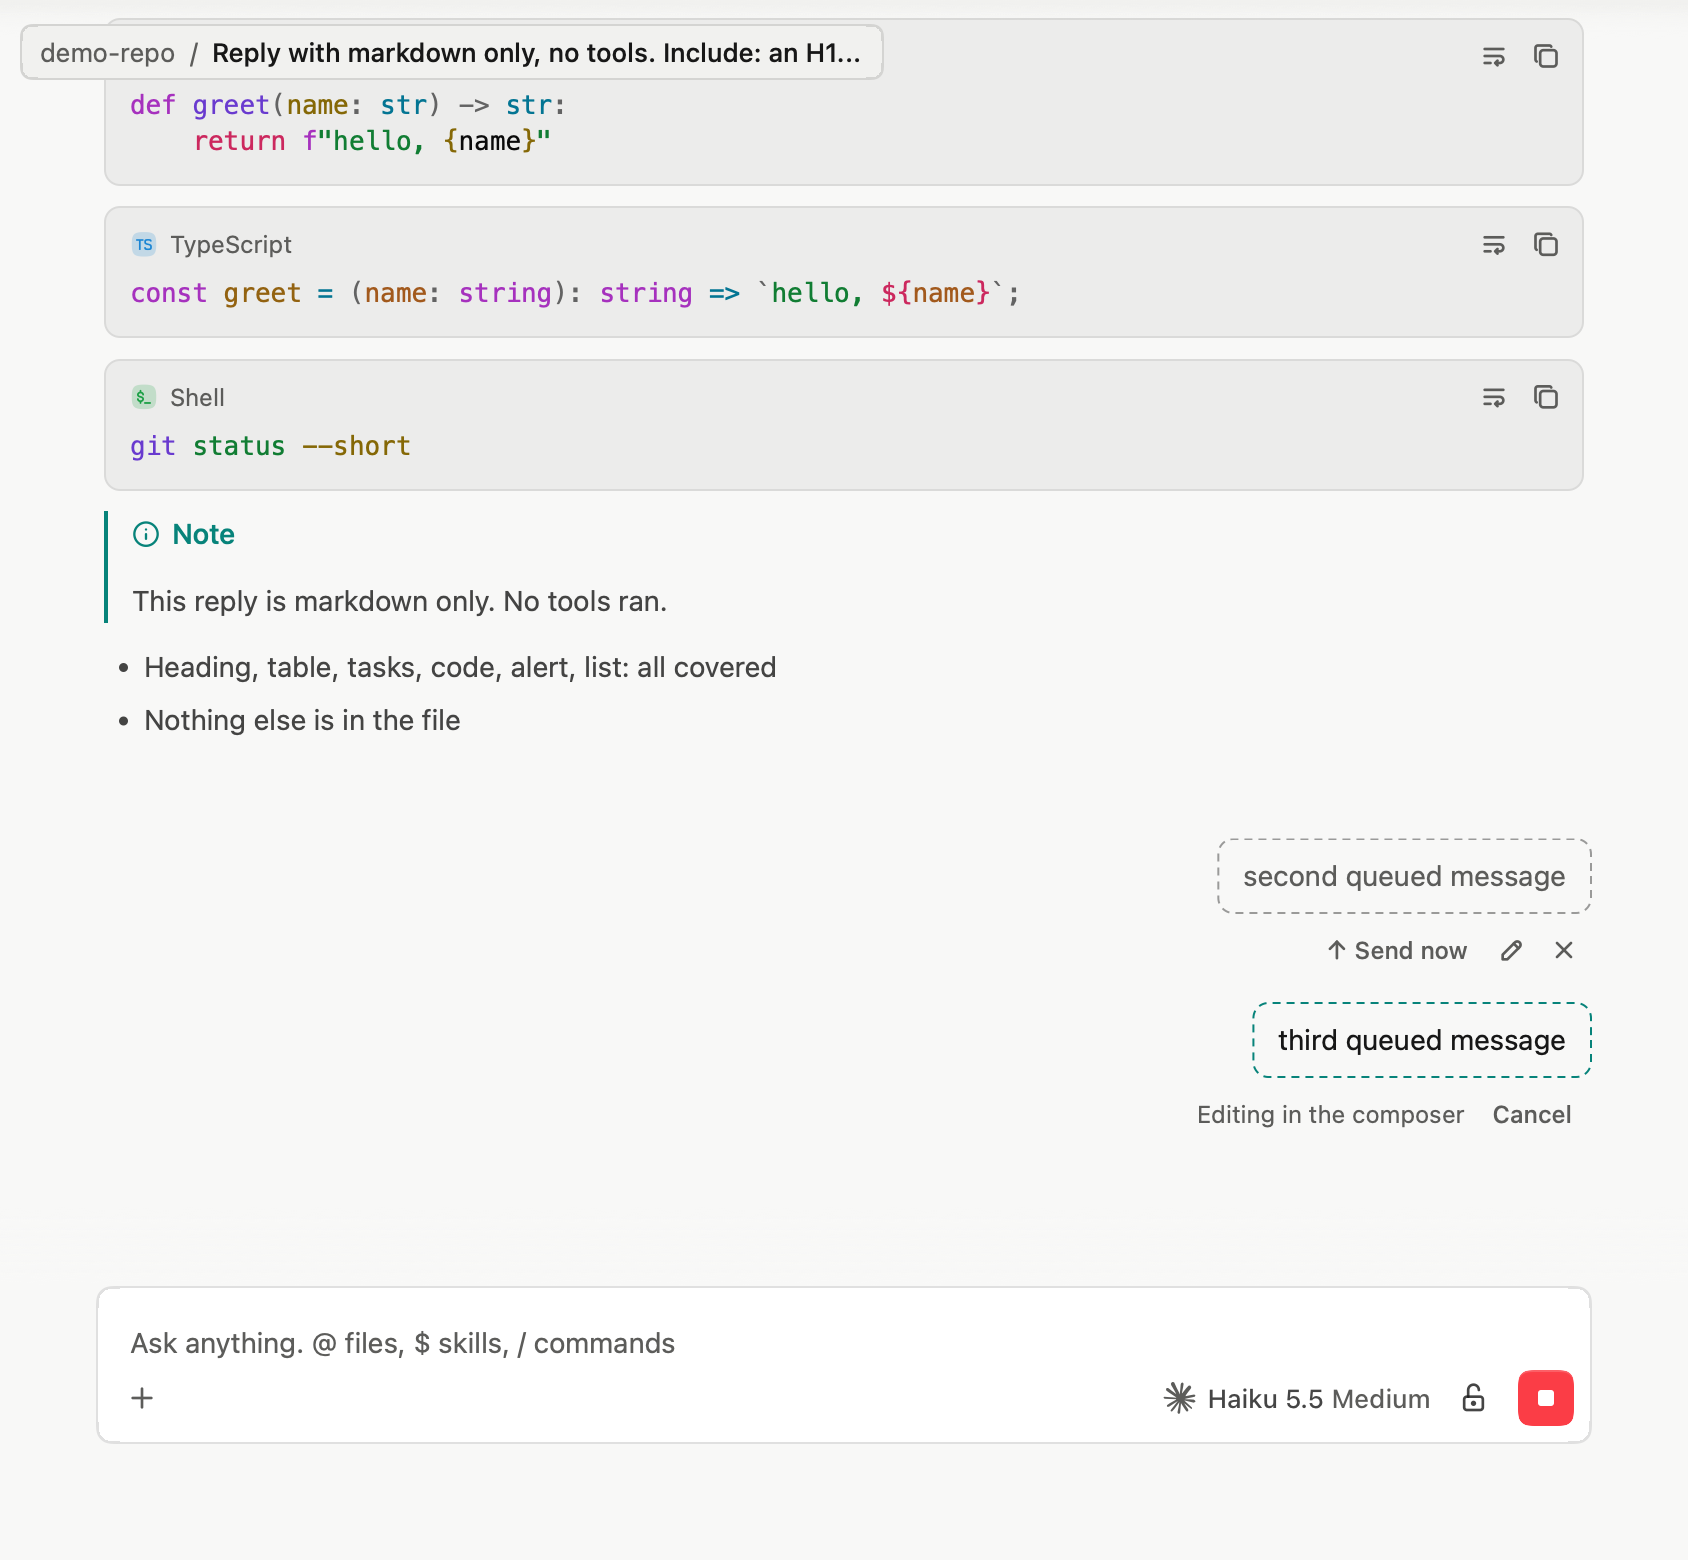 demo-repo / Reply with markdown only, no tools. Include: an H1...
def greet(name: str) -> str:
    return f"hello, {name}"
TS TypeScript
const greet = (name: string): string => `hello, ${name}`;
$_ Shell
git status --short
Note
This reply is markdown only. No tools ran.
• Heading, table, tasks, code, alert, list: all covered
• Nothing else is in the file
second queued message
↑ Send now
third queued message
Editing in the composer Cancel
Ask anything. @ files, $ skills, / commands
Haiku 5.5 Medium